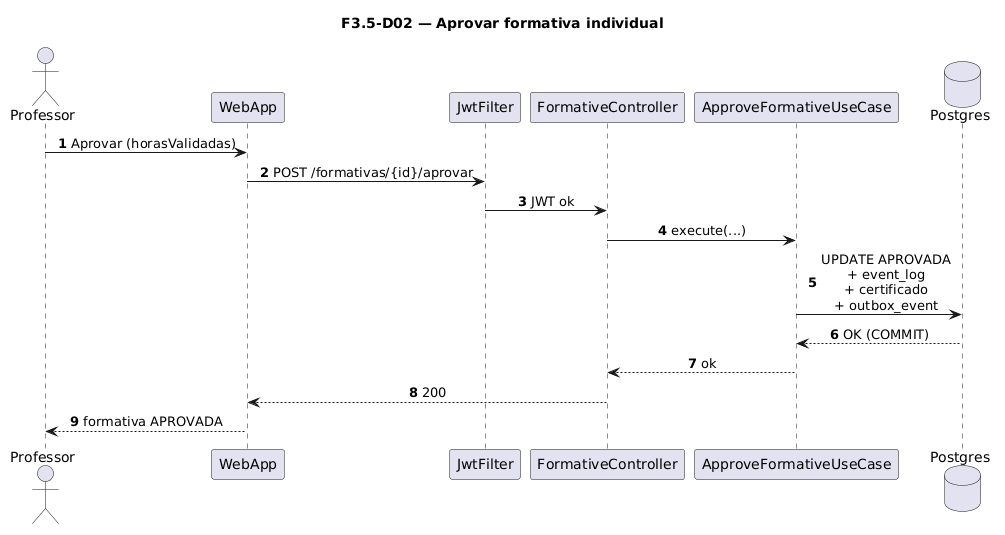 F3.5-D02 — Aprovar formativa individual
Professor
WebApp
JwtFilter
FormativeController
ApproveFormativeUseCase
Postgres
1 Aprovar (horasValidadas)
2 POST /formativas/{id}/aprovar
3 JWT ok
4 execute(...)
5 UPDATE APROVADA
+ event_log
+ certificado
+ outbox_event
6 OK (COMMIT)
7 ok
8 200
9 formativa APROVADA
Professor
WebApp
JwtFilter
FormativeController
ApproveFormativeUseCase
Postgres